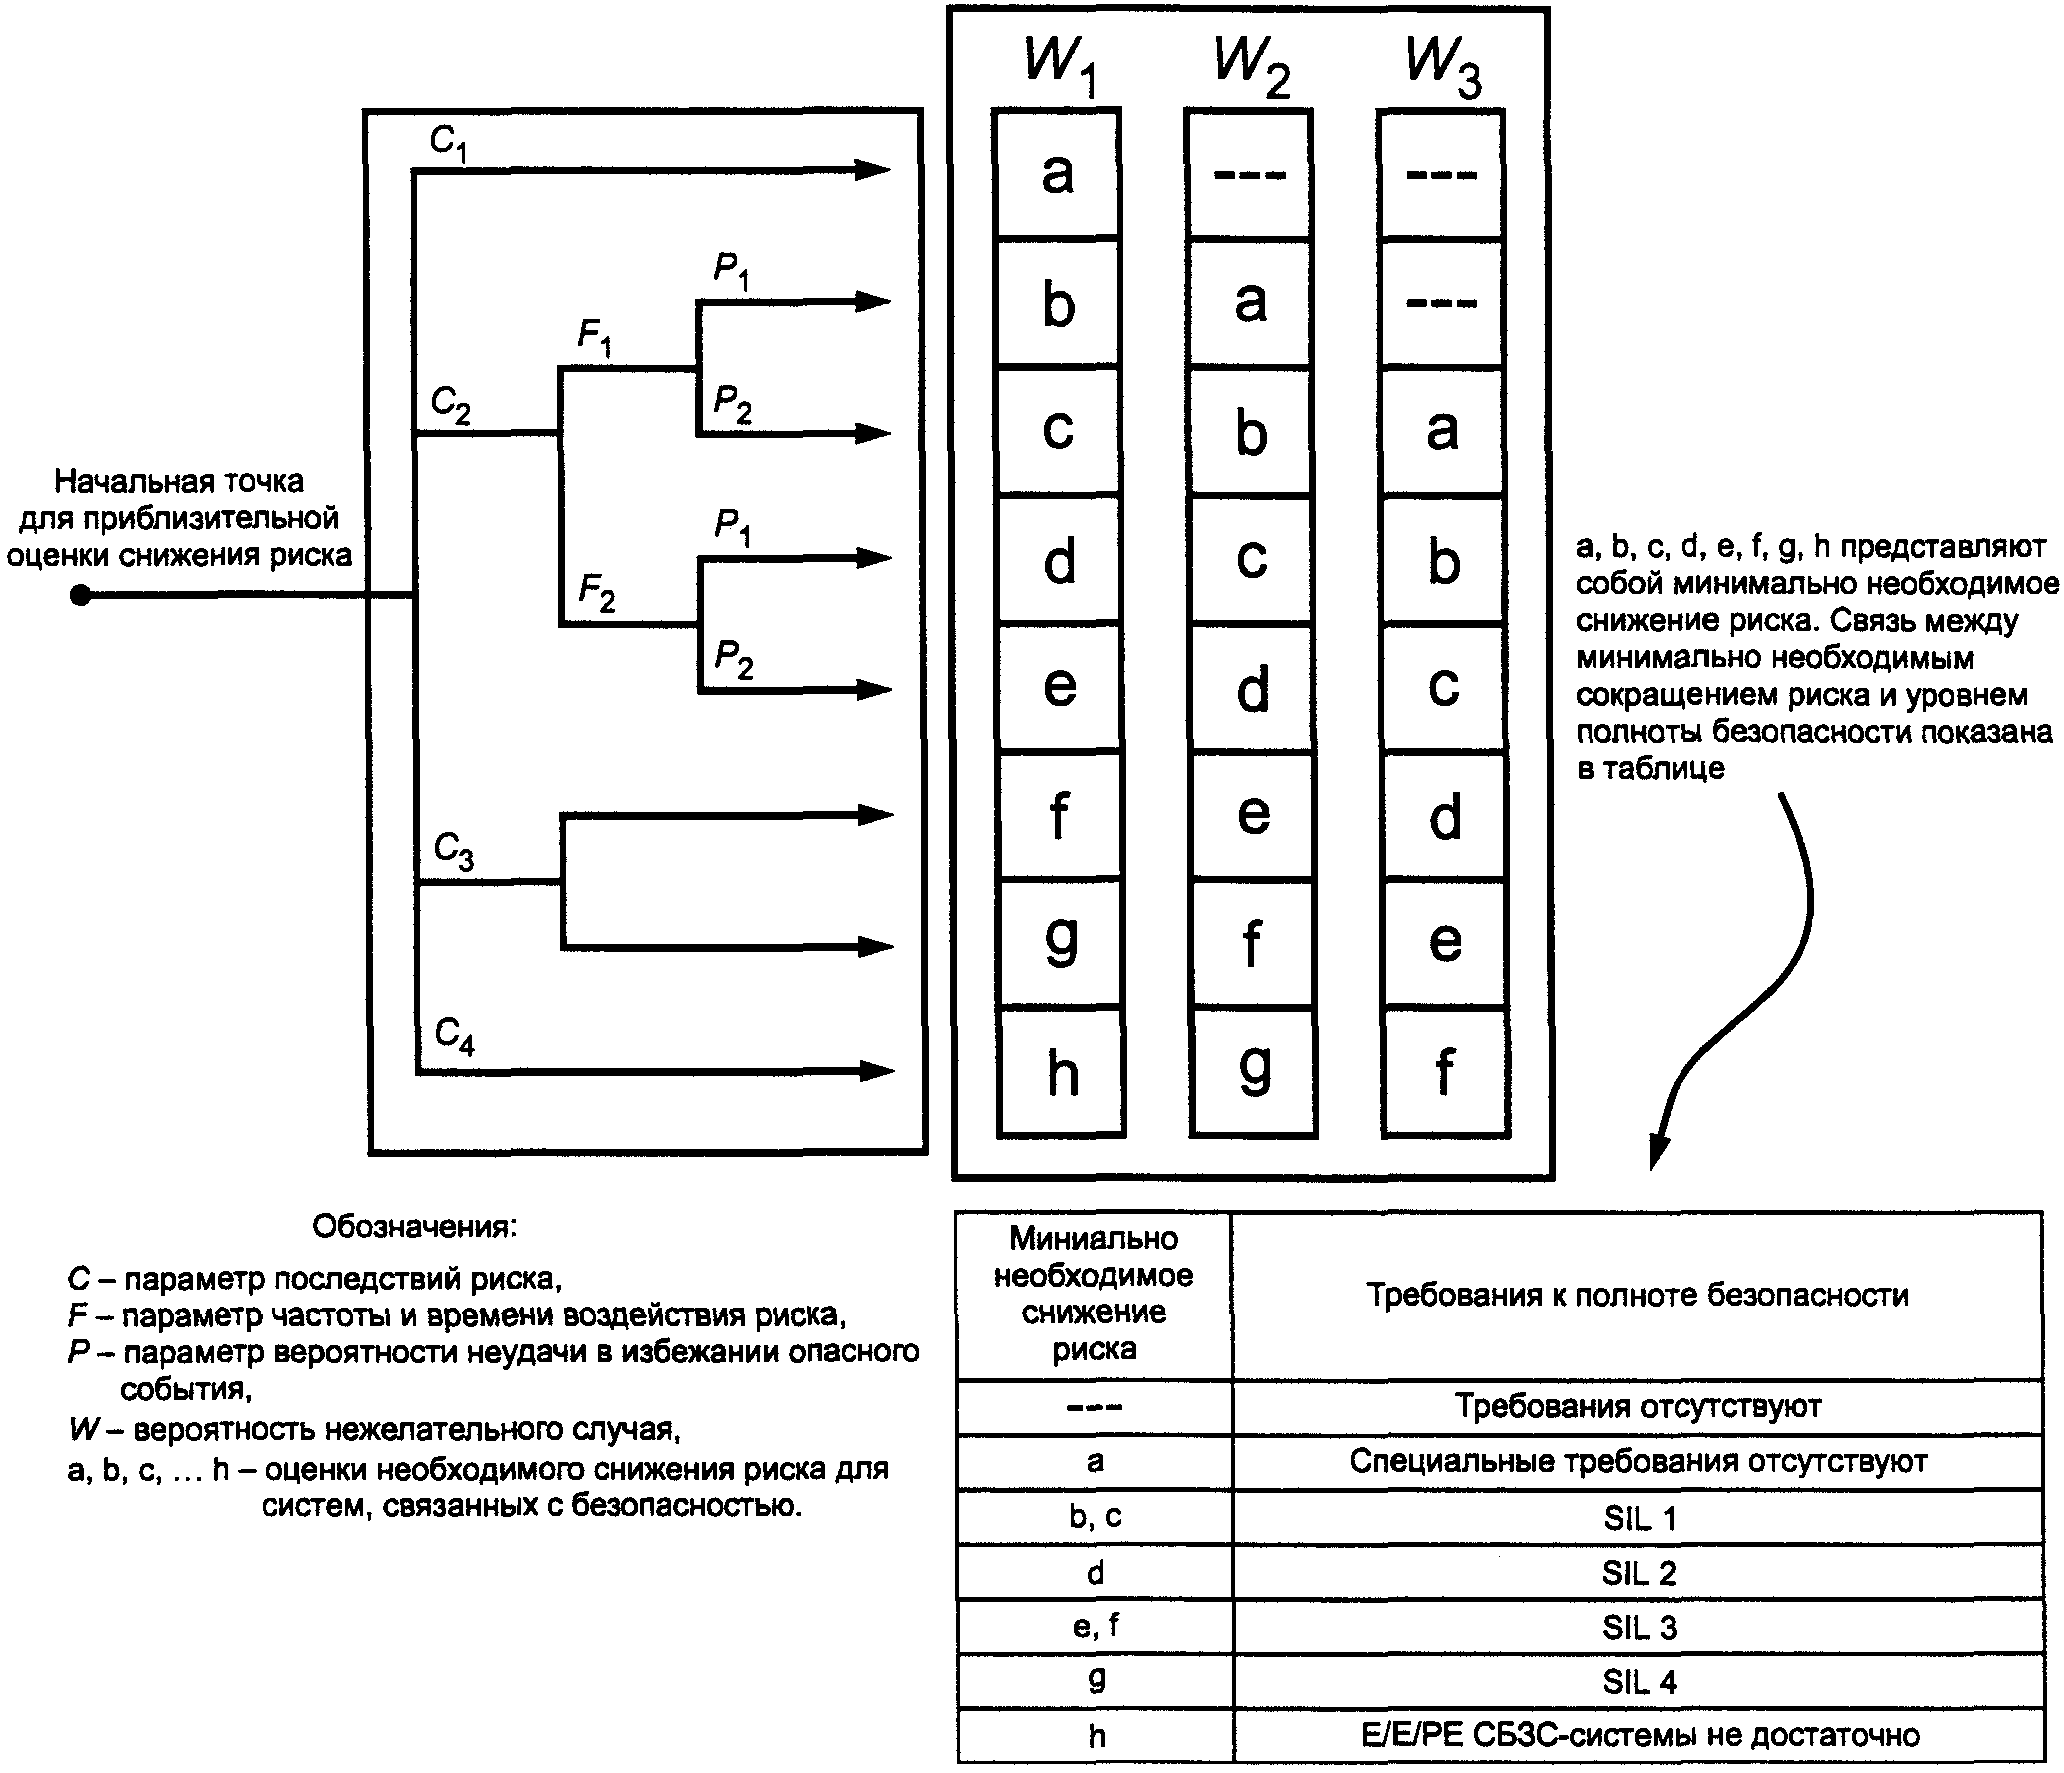 W1 W2 W3
C1
a --- ---
P1
b a ---
F1
C2
P2
c b a
Начальная точка
для приблизительной
оценки снижения риска
P1
d c b
F2
P2
e d c
a, b, c, d, e, f, g, h представляют
собой минимально необходимое
снижение риска. Связь между
минимально необходимым
сокращением риска и уровнем
полноты безопасности показана
в таблице
f e d
C3
g f e
C4
h g f
Обозначения:
C – параметр последствий риска,
F – параметр частоты и времени воздействия риска,
P – параметр вероятности неудачи в избежании опасного
события,
W – вероятность нежелательного случая,
a, b, c, ... h – оценки необходимого снижения риска для
систем, связанных с безопасностью.
Миниально
необходимое
снижение
риска
Требования к полноте безопасности
--- Требования отсутствуют
a Специальные требования отсутствуют
b, c SIL 1
d SIL 2
e, f SIL 3
g SIL 4
h E/E/PE СБЗС-системы не достаточно